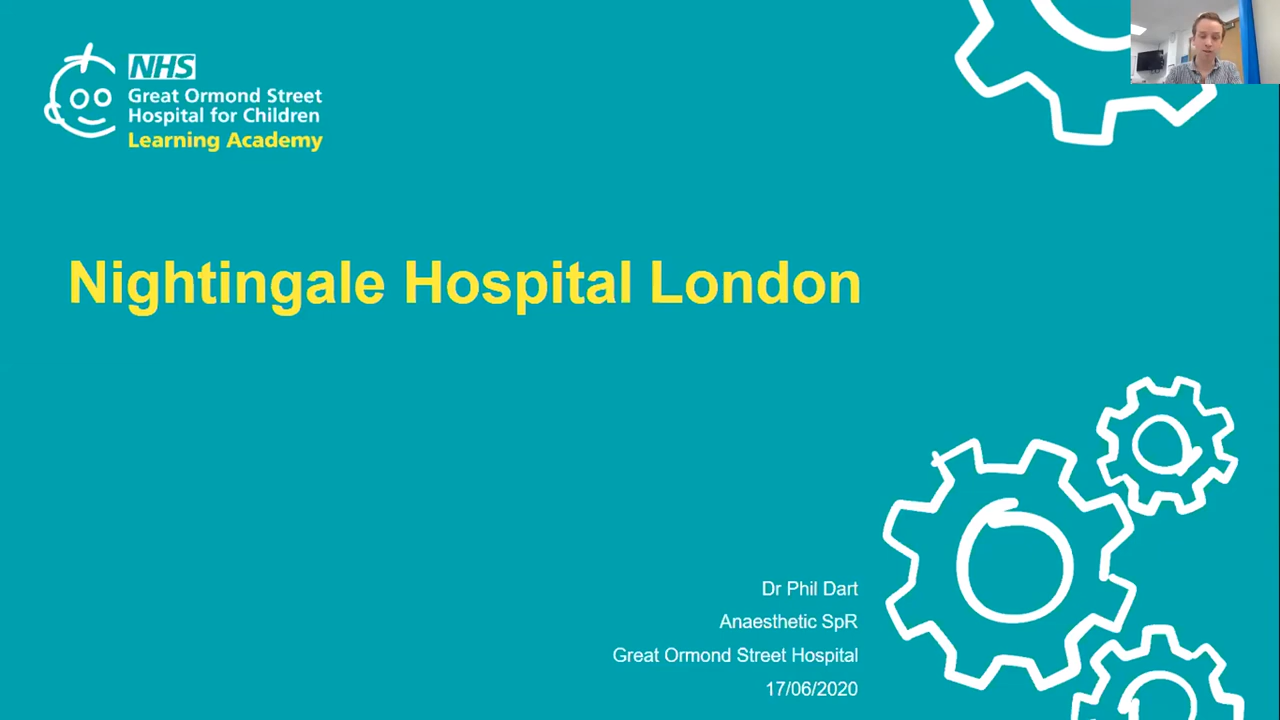 NHS
Great Ormond Street
Hospital for Children
Learning Academy
Nightingale Hospital London
Dr Phil Dart
Anaesthetic SpR
Great Ormond Street Hospital
17/06/2020